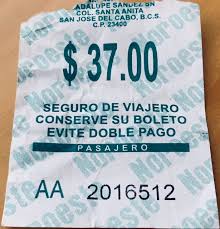 GUADALUPE SANDEZ SN
COL. SANTA ANITA
SAN JOSE DEL CABO, B.C.S.
C.P. 23400
$ 37.00
SEGURO DE VIAJERO
CONSERVE SU BOLETO
EVITE DOBLE PAGO
PASAJERO
AA 2016512